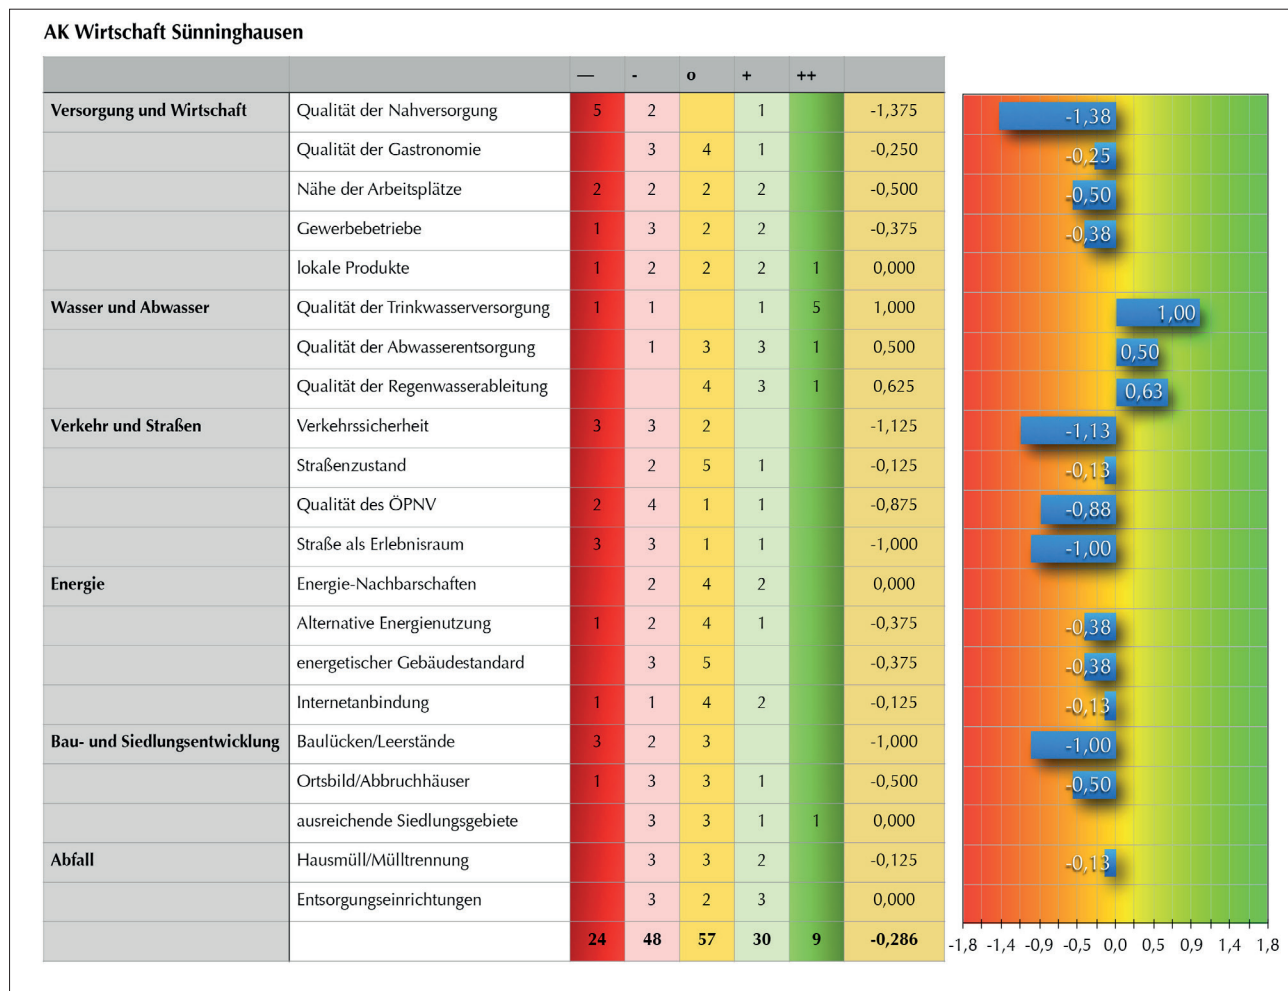 AK Wirtschaft Sünninghausen
— - o + ++
Versorgung und Wirtschaft Qualität der Nahversorgung 5 2 1 -1,375 -1,38
Qualität der Gastronomie 3 4 1 -0,250 -0,25
Nähe der Arbeitsplätze 2 2 2 2 -0,500 -0,50
Gewerbebetriebe 1 3 2 2 -0,375 -0,38
lokale Produkte 1 2 2 2 1 0,000
Wasser und Abwasser Qualität der Trinkwasserversorgung 1 1 1 5 1,000 1,00
Qualität der Abwasserentsorgung 1 3 3 1 0,500 0,50
Qualität der Regenwasserableitung 4 3 1 0,625 0,63
Verkehr und Straßen Verkehrssicherheit 3 3 2 -1,125 -1,13
Straßenzustand 2 5 1 -0,125 -0,13
Qualität des ÖPNV 2 4 1 1 -0,875 -0,88
Straße als Erlebnisraum 3 3 1 1 -1,000 -1,00
Energie Energie-Nachbarschaften 2 4 2 0,000
Alternative Energienutzung 1 2 4 1 -0,375 -0,38
energetischer Gebäudestandard 3 5 -0,375 -0,38
Internetanbindung 1 1 4 2 -0,125 -0,13
Bau- und Siedlungsentwicklung Baulücken/Leerstände 3 2 3 -1,000 -1,00
Ortsbild/Abbruchhäuser 1 3 3 1 -0,500 -0,50
ausreichende Siedlungsgebiete 3 3 1 1 0,000
Abfall Hausmüll/Mülltrennung 3 3 2 -0,125 -0,13
Entsorgungseinrichtungen 3 2 3 0,000
24 48 57 30 9 -0,286
-1,8 -1,4 -0,9 -0,5 0,0 0,5 0,9 1,4 1,8